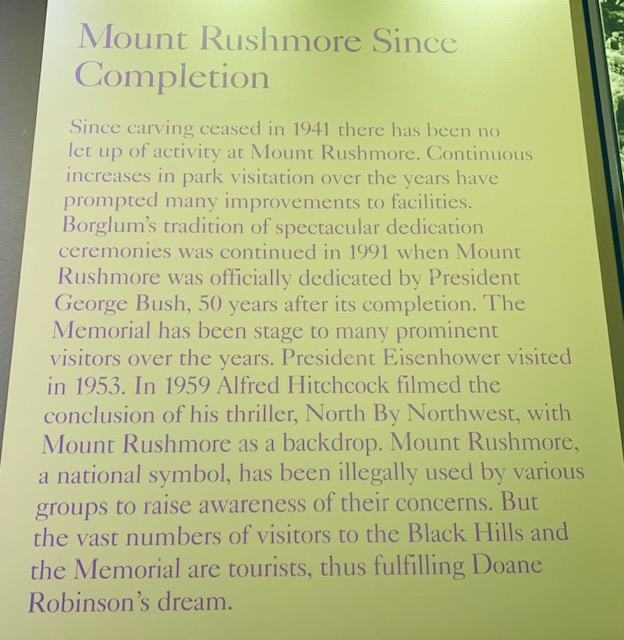 Mount Rushmore Since
Completion
Since carving ceased in 1941 there has been no
let up of activity at Mount Rushmore. Continuous
increases in park visitation over the years have
prompted many improvements to facilities.
Borglum's tradition of spectacular dedication
ceremonies was continued in 1991 when Mount
Rushmore was officially dedicated by President
George Bush, 50 years after its completion. The
Memorial has been stage to many prominent
visitors over the years. President Eisenhower visited
in 1953. In 1959 Alfred Hitchcock filmed the
conclusion of his thriller, North By Northwest, with
Mount Rushmore as a backdrop. Mount Rushmore,
a national symbol, has been illegally used by various
groups to raise awareness of their concerns. But
the vast numbers of visitors to the Black Hills and
the Memorial are tourists, thus fulfilling Doane
Robinson's dream.